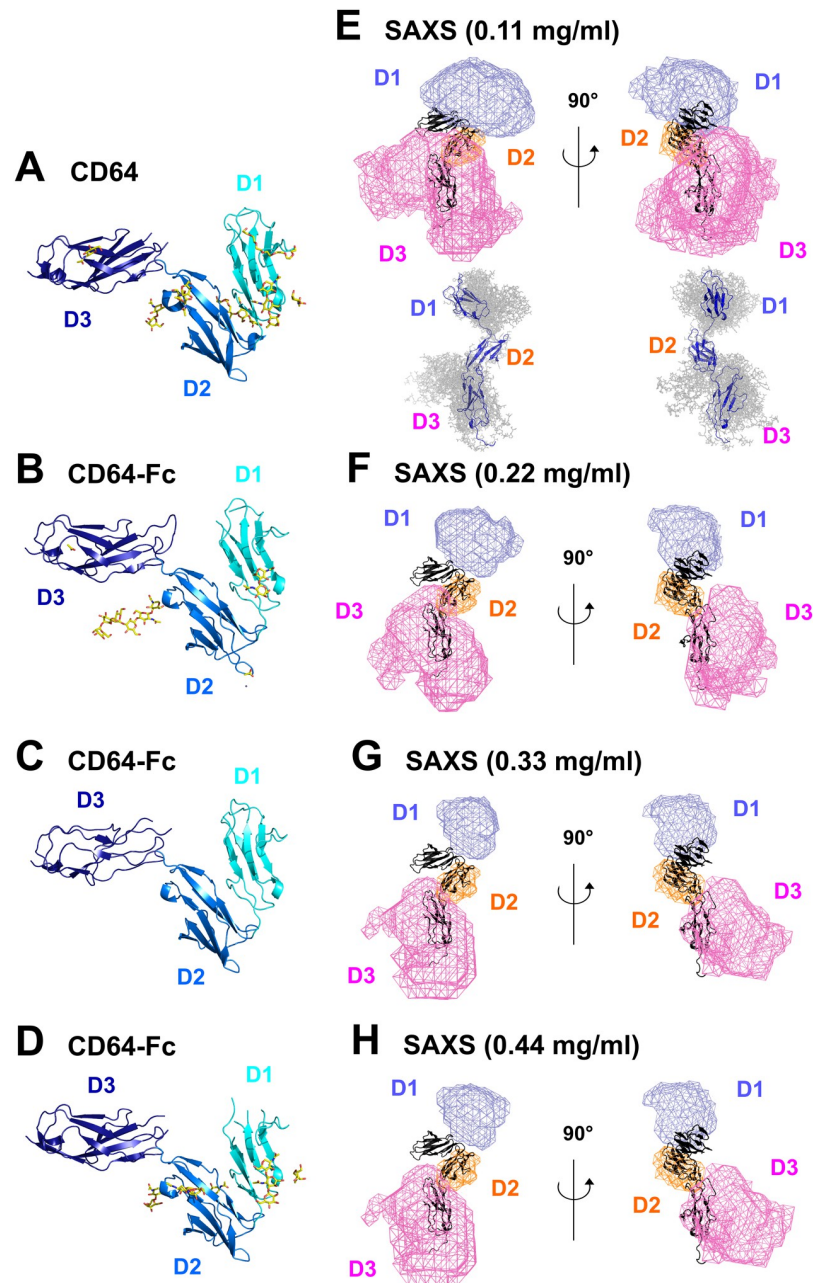 A CD64
D1
D3
D2
B CD64-Fc
D1
D3
D2
C CD64-Fc
D3
D1
D2
D CD64-Fc
D3
D1
D2
E SAXS (0.11 mg/ml)
D1
90°
D1
D2
D2
D3
D3
D1
D1
D2
D2
D3
D3
F SAXS (0.22 mg/ml)
D1
90°
D1
D3
D2
D2
D3
G SAXS (0.33 mg/ml)
D1
90°
D1
D2
D2
D3
D3
H SAXS (0.44 mg/ml)
D1
90°
D1
D2
D2
D3
D3